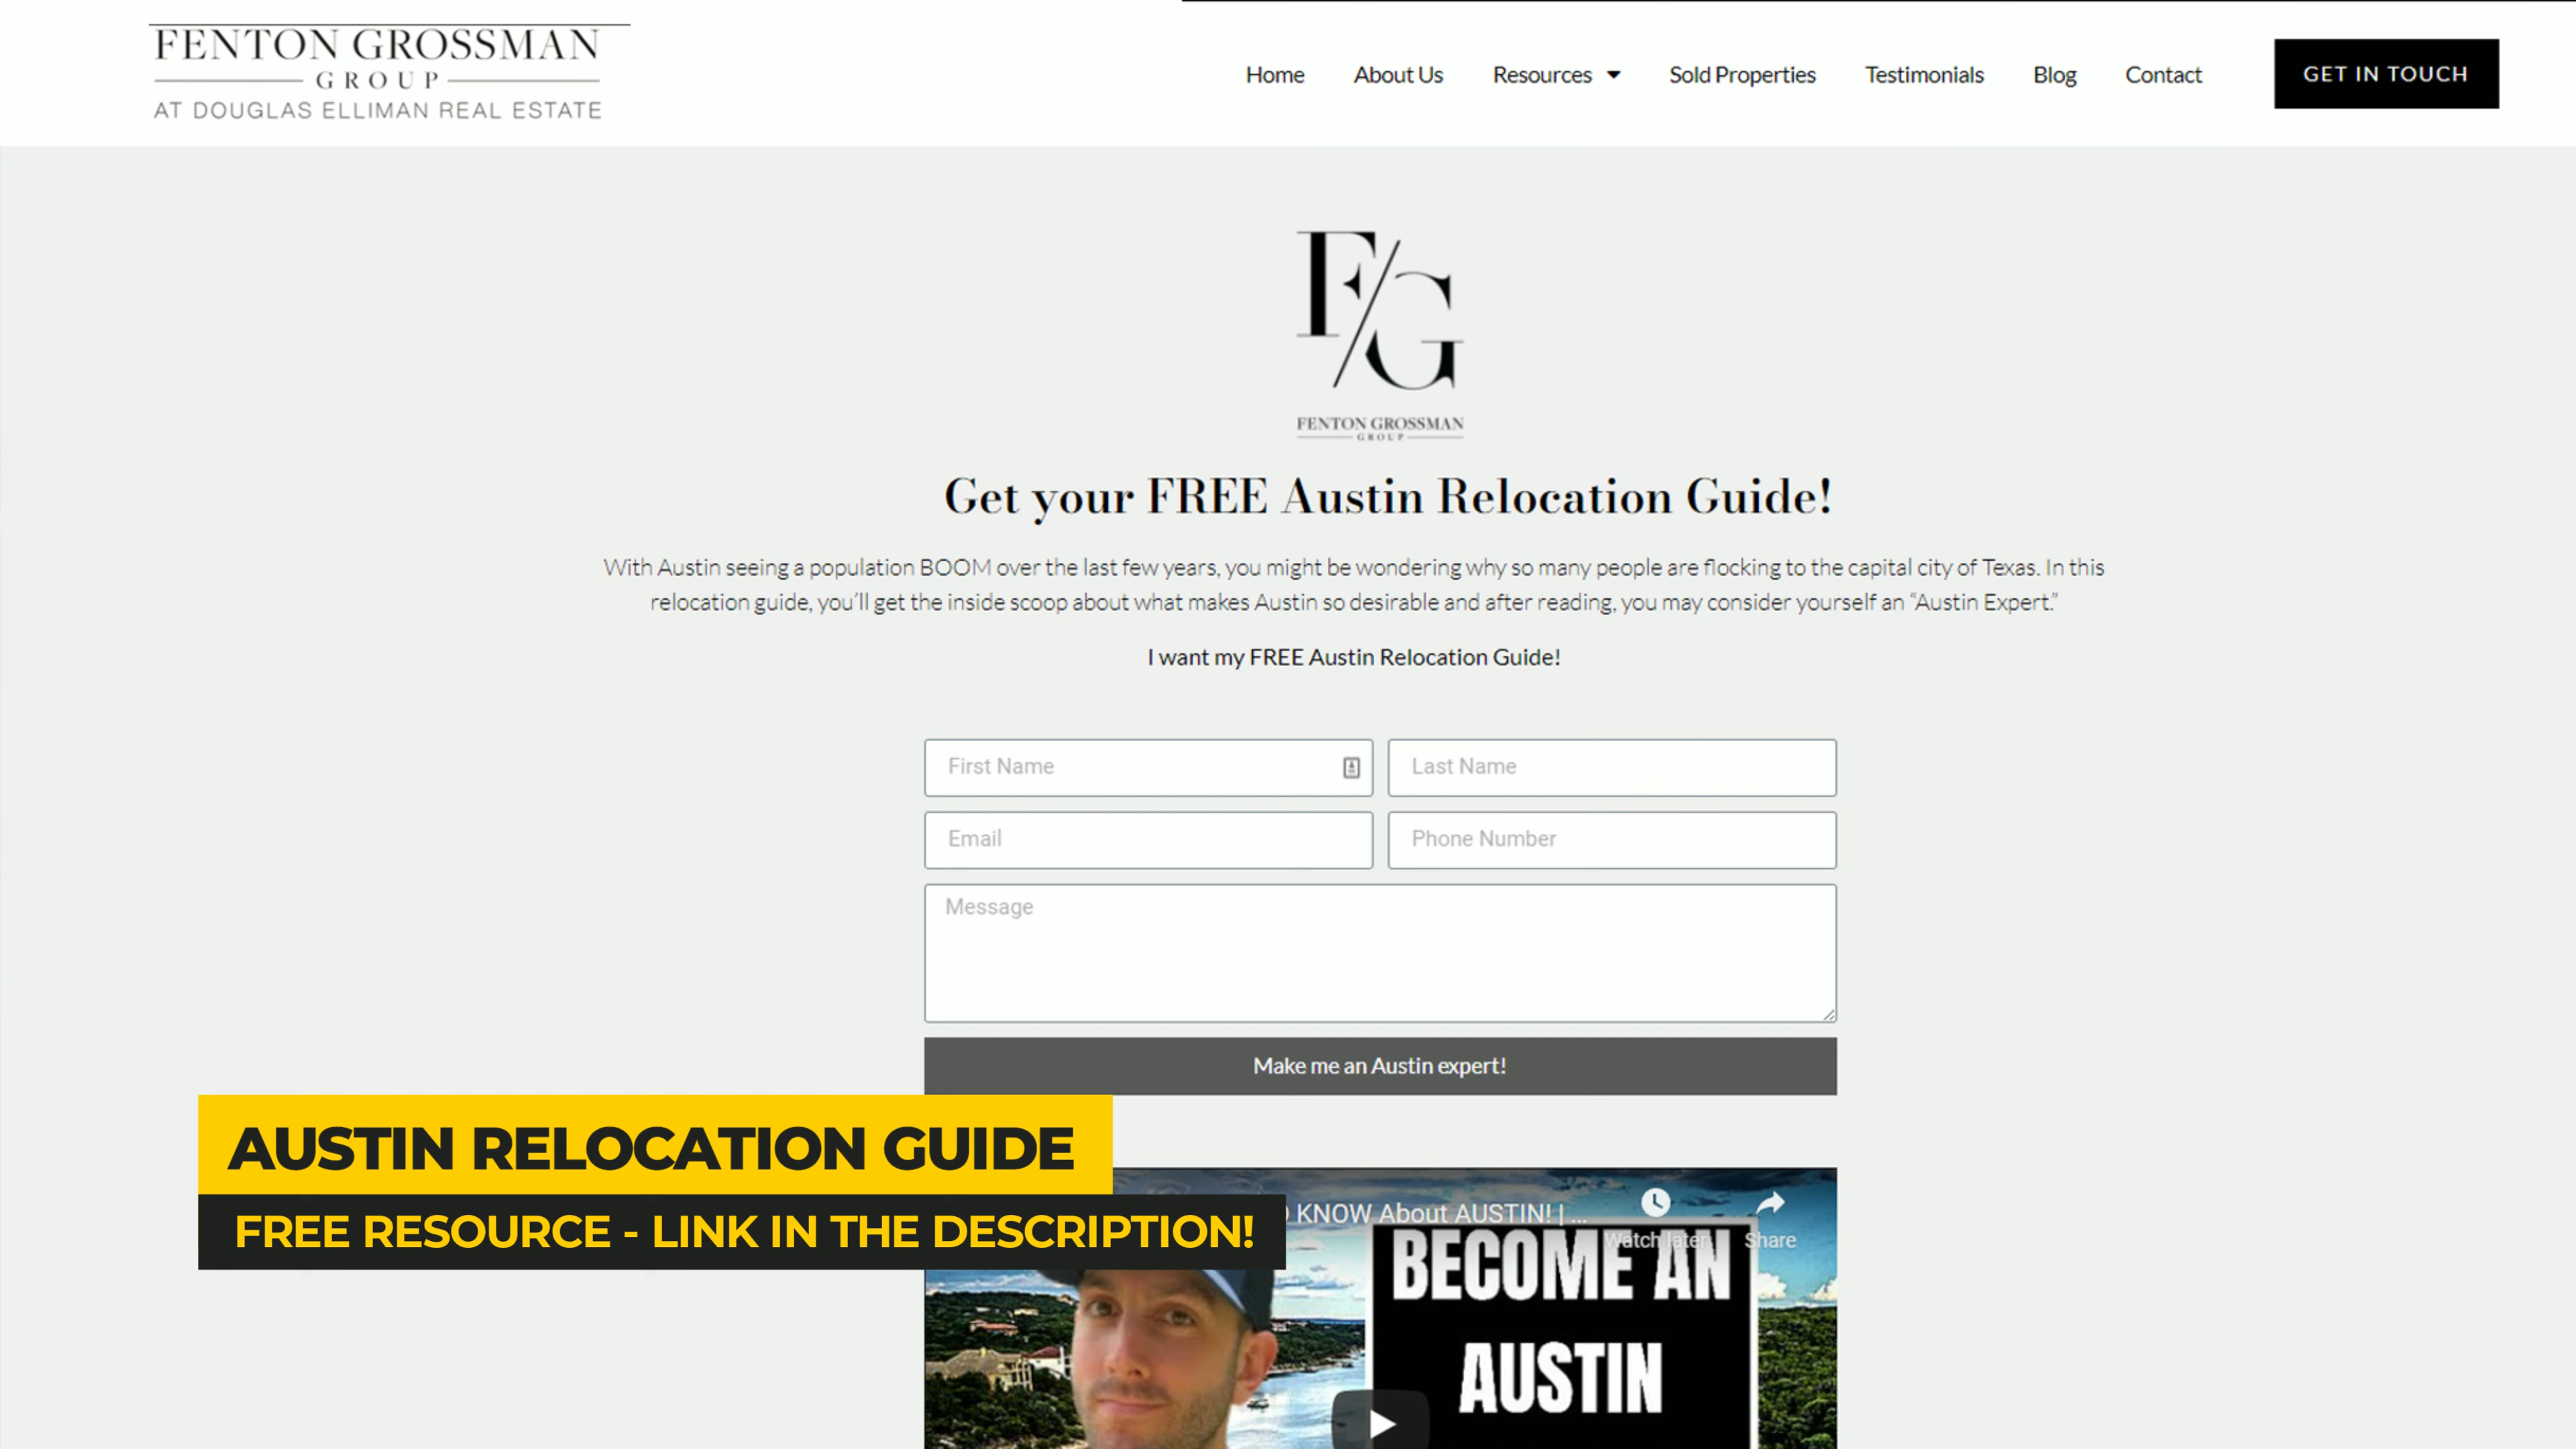 FENTON GROSSMAN
GROUP
AT DOUGLAS ELLIMAN REAL ESTATE
Home
About Us
Resources
Sold Properties
Testimonials
Blog
Contact
GET IN TOUCH
F/G
FENTON GROSSMAN
GROUP
Get your FREE Austin Relocation Guide!
With Austin seeing a population BOOM over the last few years, you might be wondering why so many people are flocking to the capital city of Texas. In this
relocation guide, you’ll get the inside scoop about what makes Austin so desirable and after reading, you may consider yourself an “Austin Expert.”
I want my FREE Austin Relocation Guide!
First Name
Last Name
Email
Phone Number
Message
Make me an Austin expert!
AUSTIN RELOCATION GUIDE
FREE RESOURCE - LINK IN THE DESCRIPTION!
KNOW About AUSTIN! | ...
Watch later
Share
BECOME AN
AUSTIN